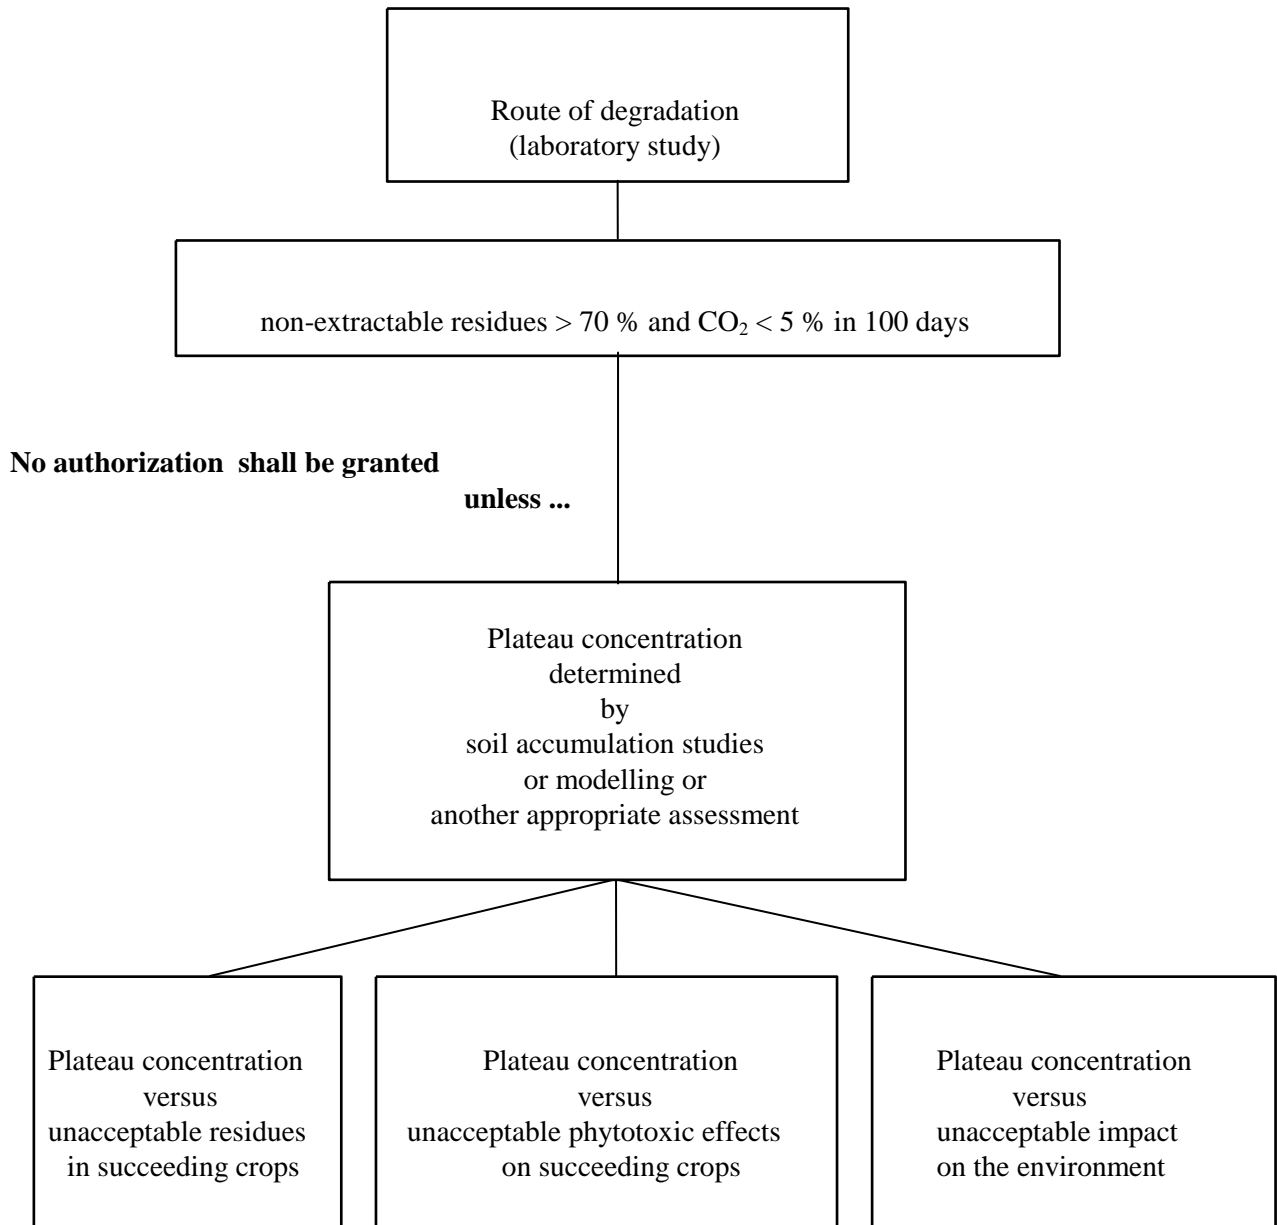 Route of degradation
(laboratory study)
non-extractable residues > 70 % and CO₂ < 5 % in 100 days
No authorization  shall be granted
unless ...
Plateau concentration
determined
by
soil accumulation studies
or modelling or
another appropriate assessment
Plateau concentration
versus
unacceptable residues
in succeeding crops
Plateau concentration
versus
unacceptable phytotoxic effects
on succeeding crops
Plateau concentration
versus
unacceptable impact
on the environment